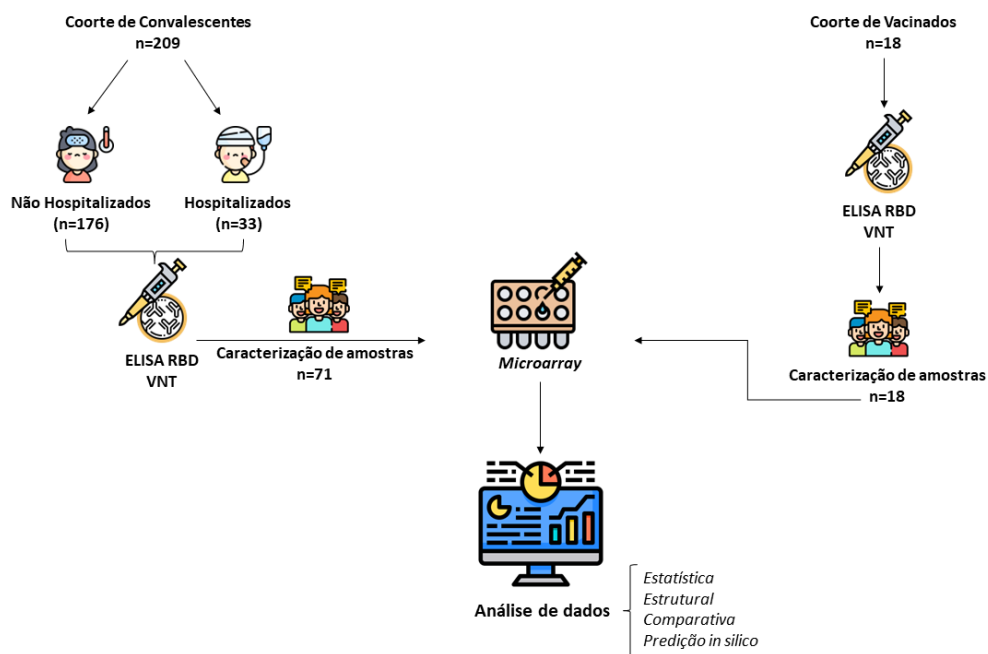 Coorte de Convalescentes
n=209
Não Hospitalizados
(n=176)
Hospitalizados
(n=33)
ELISA RBD
VNT
Caracterização de amostras
n=71
Microarray
Coorte de Vacinados
n=18
ELISA RBD
VNT
Caracterização de amostras
n=18
Análise de dados
Estatística
Estrutural
Comparativa
Predição in silico